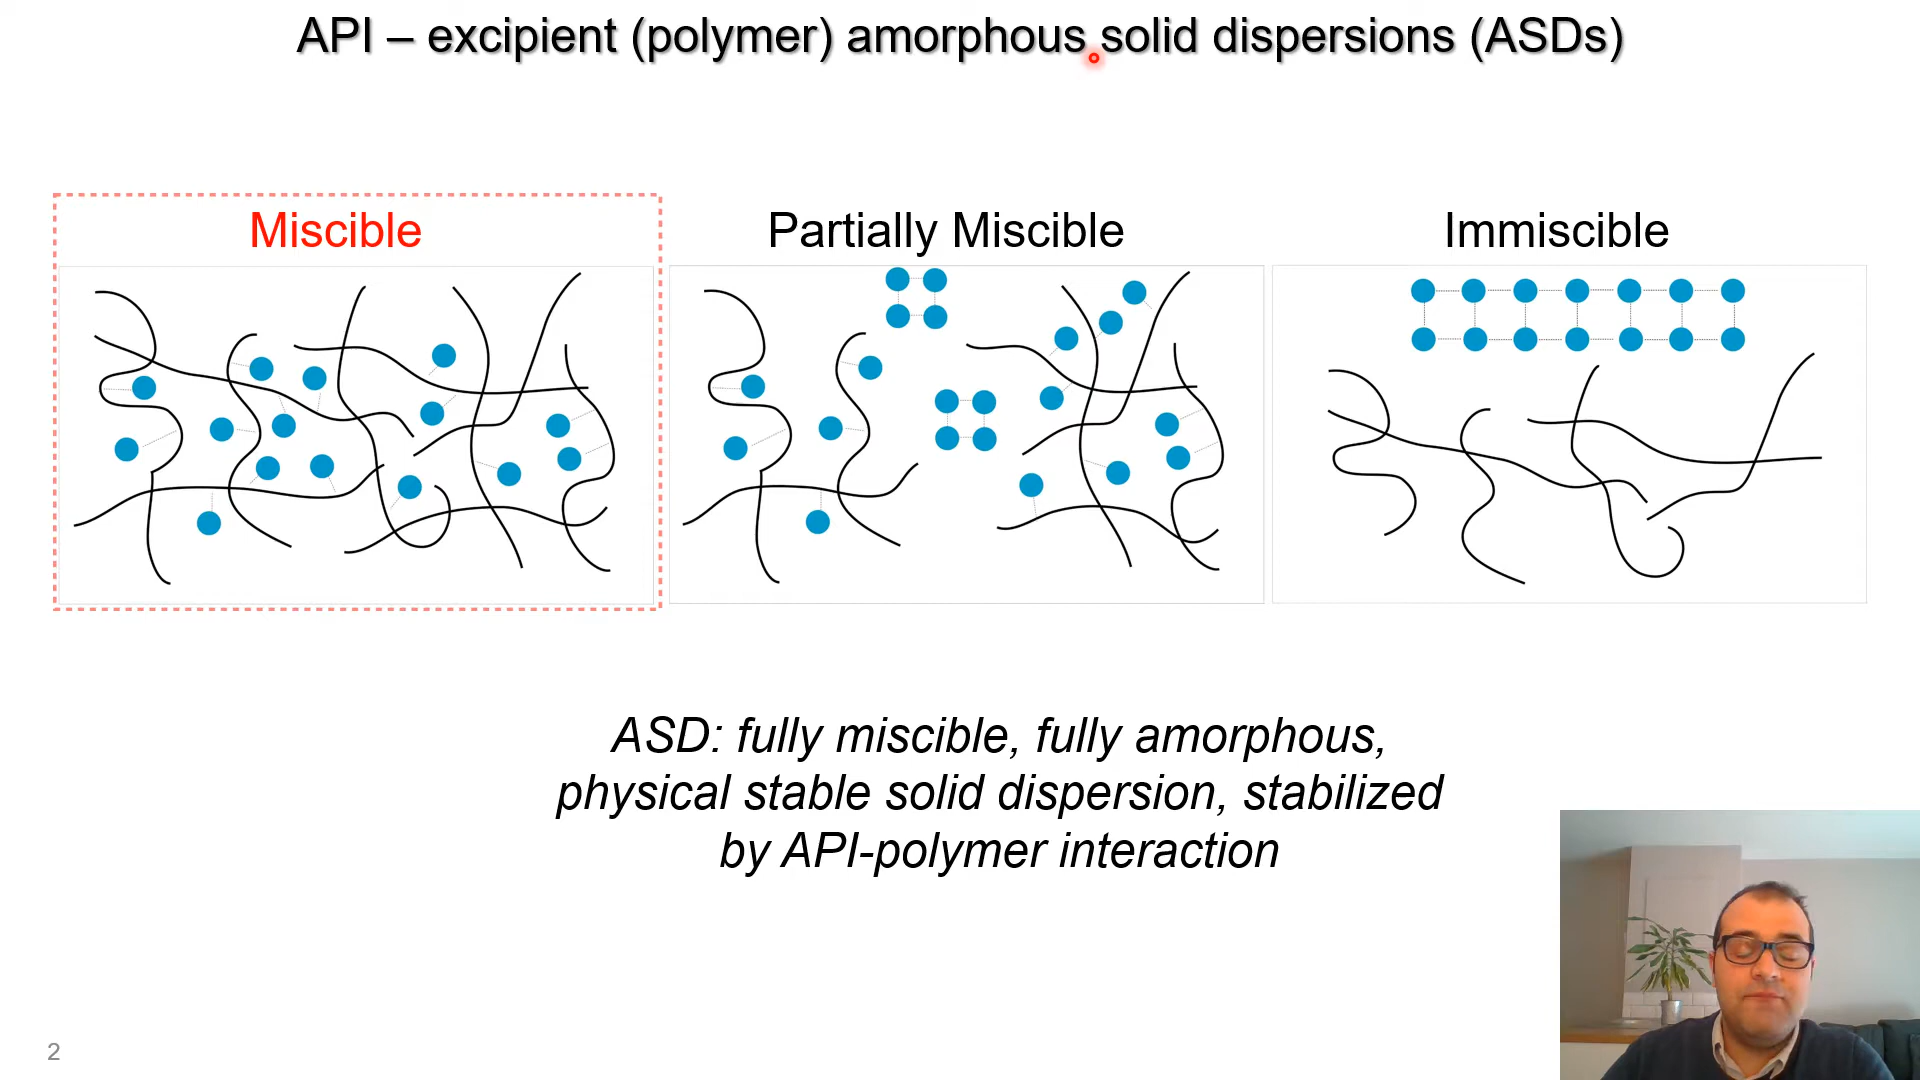 API – excipient (polymer) amorphous solid dispersions (ASDs)
Miscible
Partially Miscible
Immiscible
ASD: fully miscible, fully amorphous,
physical stable solid dispersion, stabilized
by API-polymer interaction
2